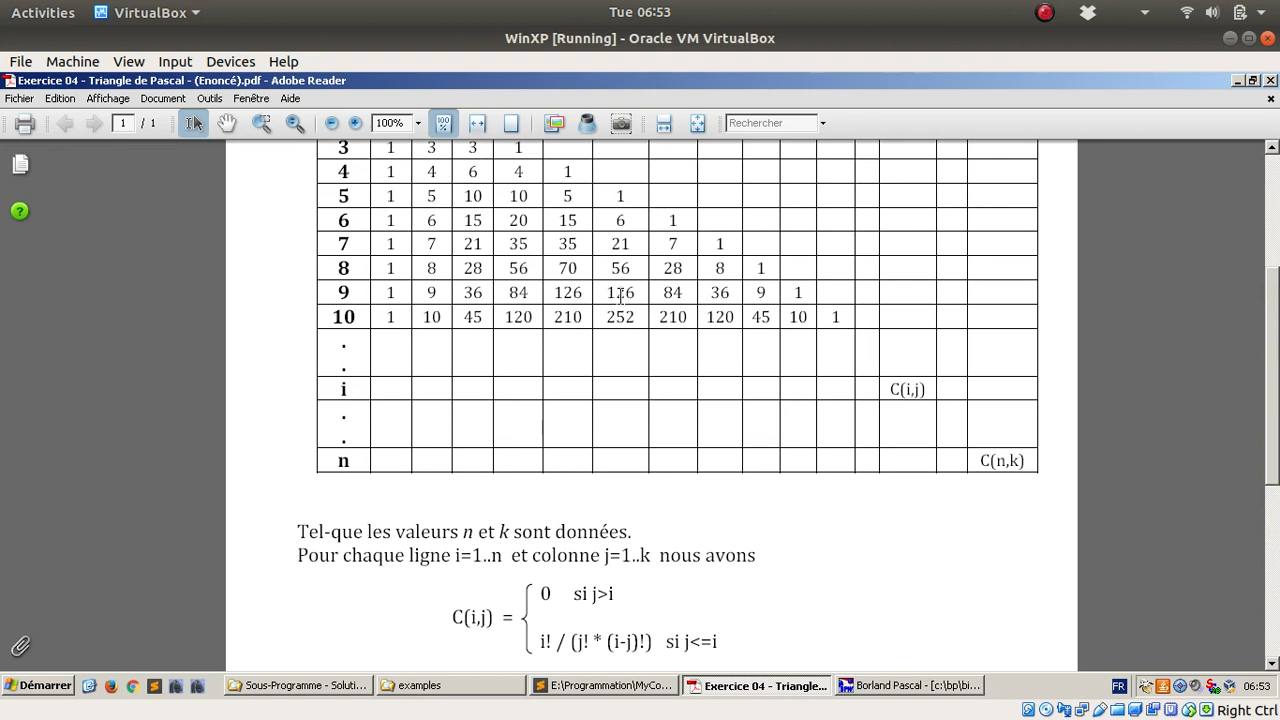 Activities VirtualBox Tue 06:53
WinXP [Running] - Oracle VM VirtualBox
File Machine View Input Devices Help
Exercice 04 - Triangle de Pascal - (Enoncé).pdf - Adobe Reader
Fichier Edition Affichage Document Outils Fenêtre Aide
1 / 1 100% Rechercher
3 1 3 3 1
4 1 4 6 4 1
5 1 5 10 10 5 1
6 1 6 15 20 15 6 1
7 1 7 21 35 35 21 7 1
8 1 8 28 56 70 56 28 8 1
9 1 9 36 84 126 126 84 36 9 1
10 1 10 45 120 210 252 210 120 45 10 1
.
.
i C(i,j)
.
.
n C(n,k)
Tel-que les valeurs n et k sont données.
Pour chaque ligne i=1..n et colonne j=1..k nous avons
0 si j>i
C(i,j) =
i! / (j! * (i-j)!) si j<=i
Démarrer Sous-Programme - Soluti... examples E:\Programmation\MyCo... Exercice 04 - Triangle... Borland Pascal - [c:\bp\bi... FR 06:53
Right Ctrl